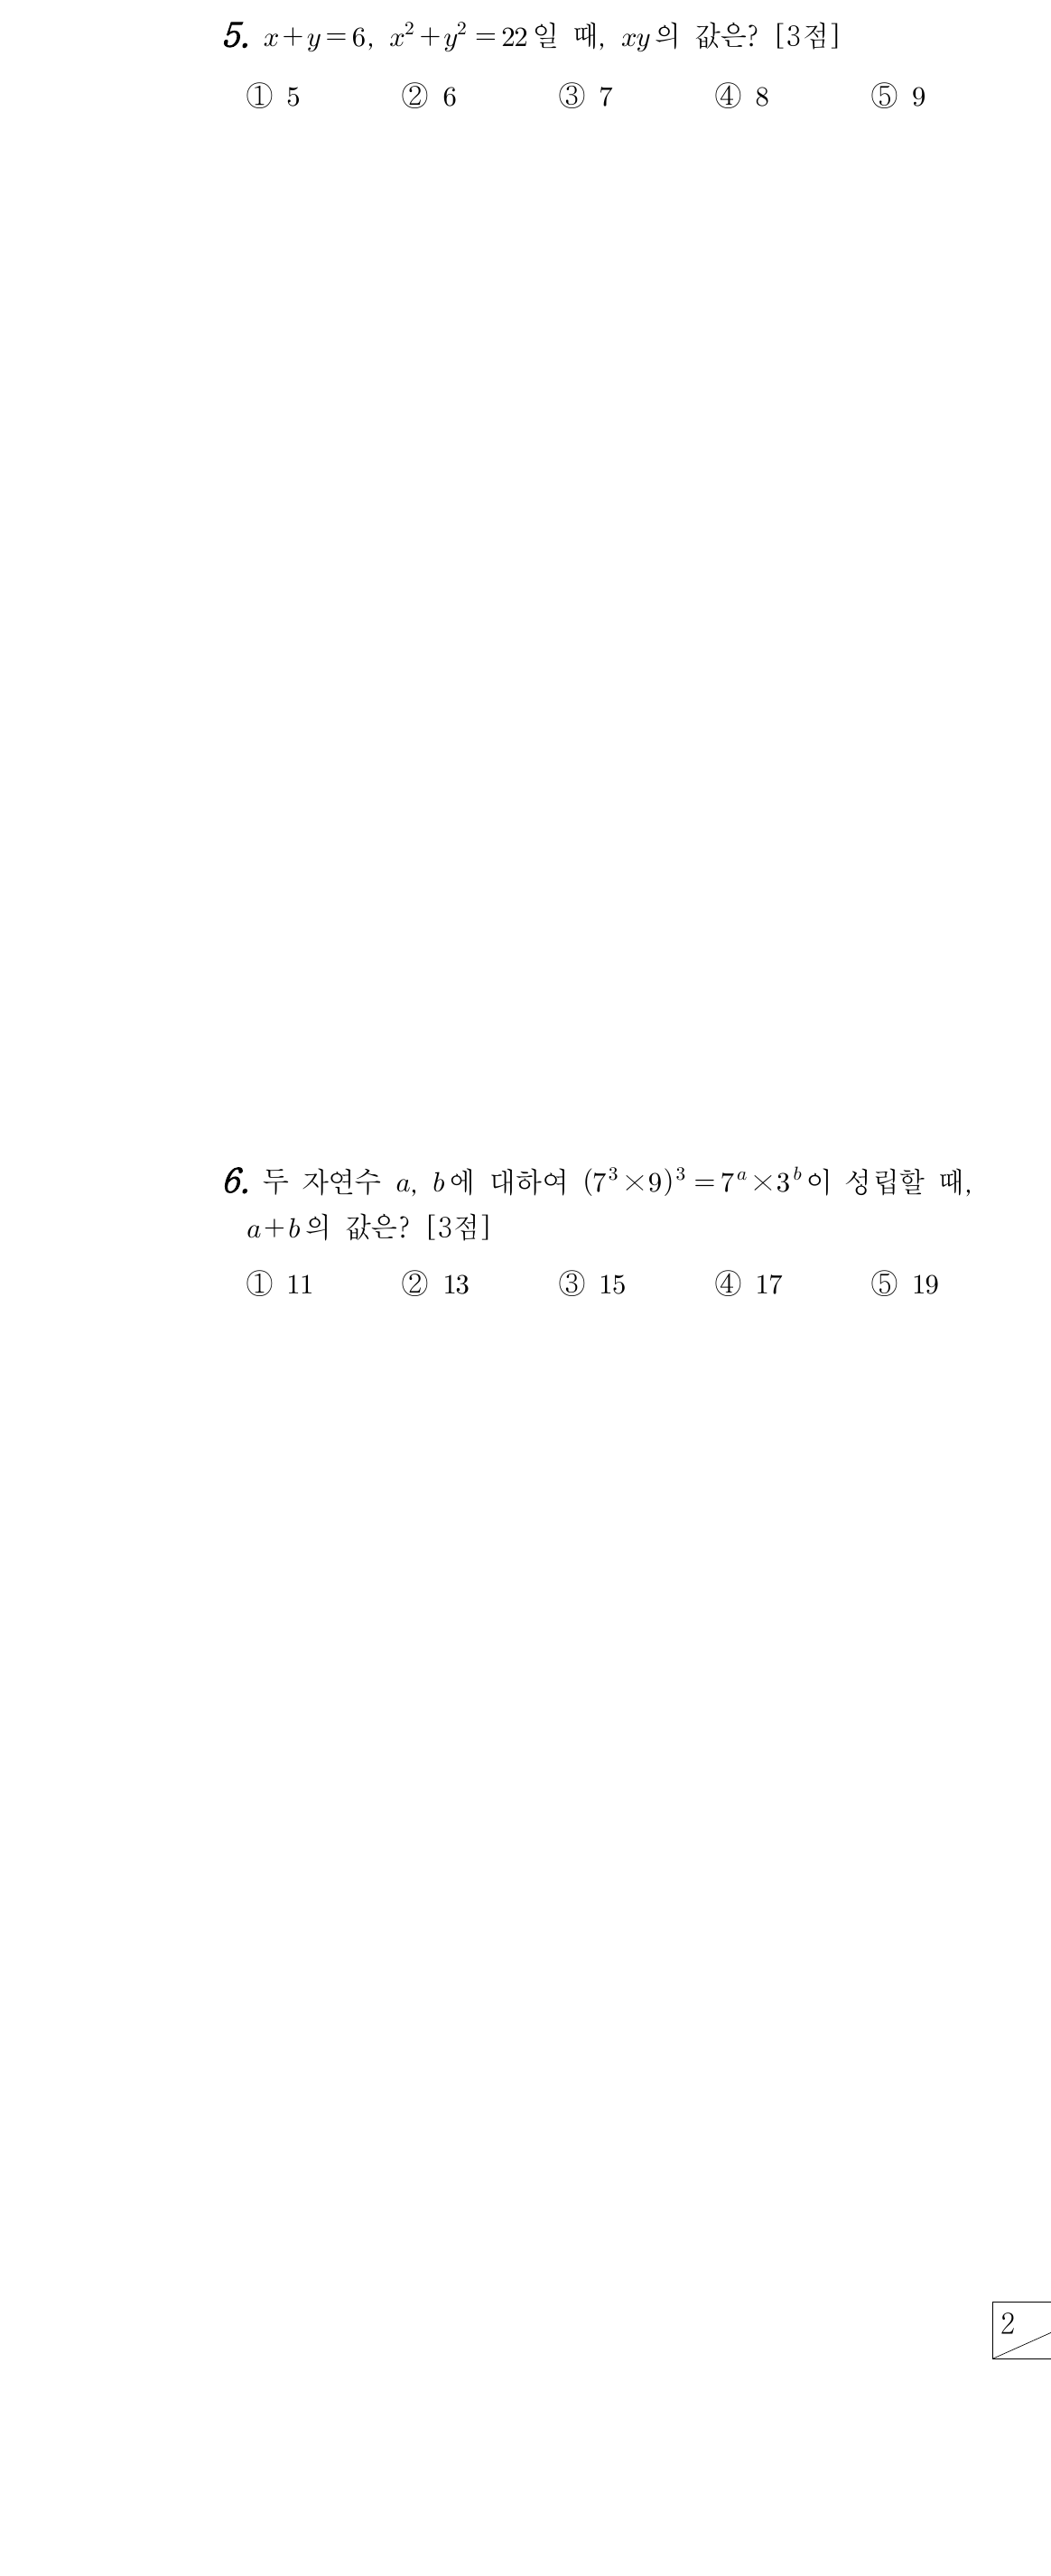 5. x+y=6, x²+y²=22일 때, xy의 값은? [3점]
① 5 ② 6 ③ 7 ④ 8 ⑤ 9
6. 두 자연수 a, b에 대하여 (7³×9)³=7ᵃ×3ᵇ이 성립할 때,
a+b의 값은? [3점]
① 11 ② 13 ③ 15 ④ 17 ⑤ 19
2